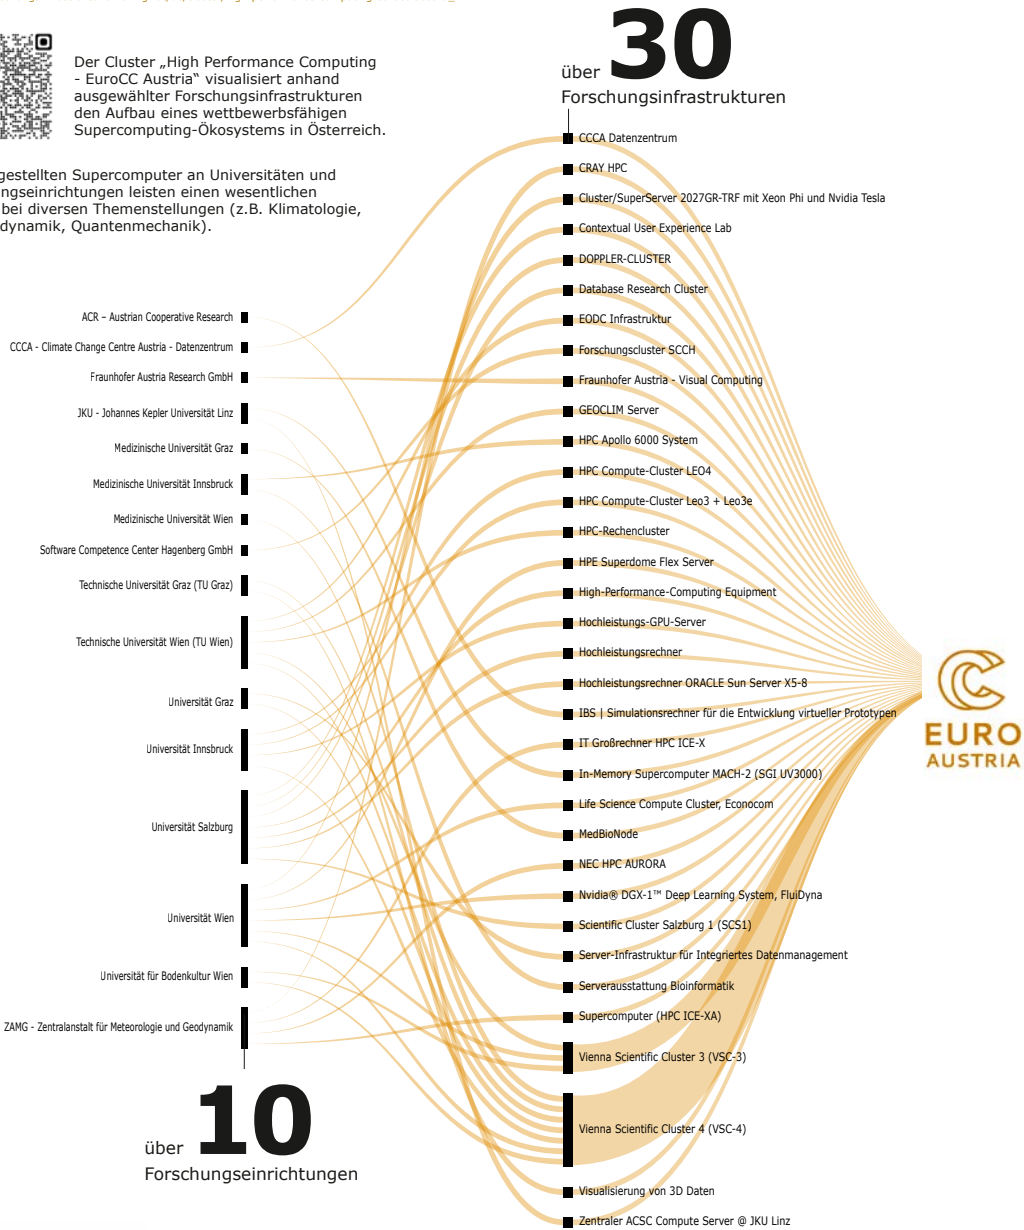 Der Cluster „High Performance Computing
- EuroCC Austria“ visualisiert anhand
ausgewählter Forschungsinfrastrukturen
den Aufbau eines wettbewerbsfähigen
Supercomputing-Ökosystems in Österreich.
gestellten Supercomputer an Universitäten und
ngseinrichtungen leisten einen wesentlichen
bei diversen Themenstellungen (z.B. Klimatologie,
dynamik, Quantenmechanik).
über 30
Forschungsinfrastrukturen
ACR – Austrian Cooperative Research
CCCA - Climate Change Centre Austria - Datenzentrum
Fraunhofer Austria Research GmbH
JKU - Johannes Kepler Universität Linz
Medizinische Universität Graz
Medizinische Universität Innsbruck
Medizinische Universität Wien
Software Competence Center Hagenberg GmbH
Technische Universität Graz (TU Graz)
Technische Universität Wien (TU Wien)
Universität Graz
Universität Innsbruck
Universität Salzburg
Universität Wien
Universität für Bodenkultur Wien
ZAMG - Zentralanstalt für Meteorologie und Geodynamik
über 10
Forschungseinrichtungen
CCCA Datenzentrum
CRAY HPC
Cluster/SuperServer 2027GR-TRF mit Xeon Phi und Nvidia Tesla
Contextual User Experience Lab
DOPPLER-CLUSTER
Database Research Cluster
EODC Infrastruktur
Forschungscluster SCCH
Fraunhofer Austria - Visual Computing
GEOCLIM Server
HPC Apollo 6000 System
HPC Compute-Cluster LEO4
HPC Compute-Cluster Leo3 + Leo3e
HPC-Rechencluster
HPE Superdome Flex Server
High-Performance-Computing Equipment
Hochleistungs-GPU-Server
Hochleistungsrechner
Hochleistungsrechner ORACLE Sun Server X5-8
IBS | Simulationsrechner für die Entwicklung virtueller Prototypen
IT Großrechner HPC ICE-X
In-Memory Supercomputer MACH-2 (SGI UV3000)
Life Science Compute Cluster, Econocom
MedBioNode
NEC HPC AURORA
Nvidia® DGX-1™ Deep Learning System, FluiDyna
Scientific Cluster Salzburg 1 (SCS1)
Server-Infrastruktur für Integriertes Datenmanagement
Serverausstattung Bioinformatik
Supercomputer (HPC ICE-XA)
Vienna Scientific Cluster 3 (VSC-3)
Vienna Scientific Cluster 4 (VSC-4)
Visualisierung von 3D Daten
Zentraler ACSC Compute Server @ JKU Linz
EURO
AUSTRIA